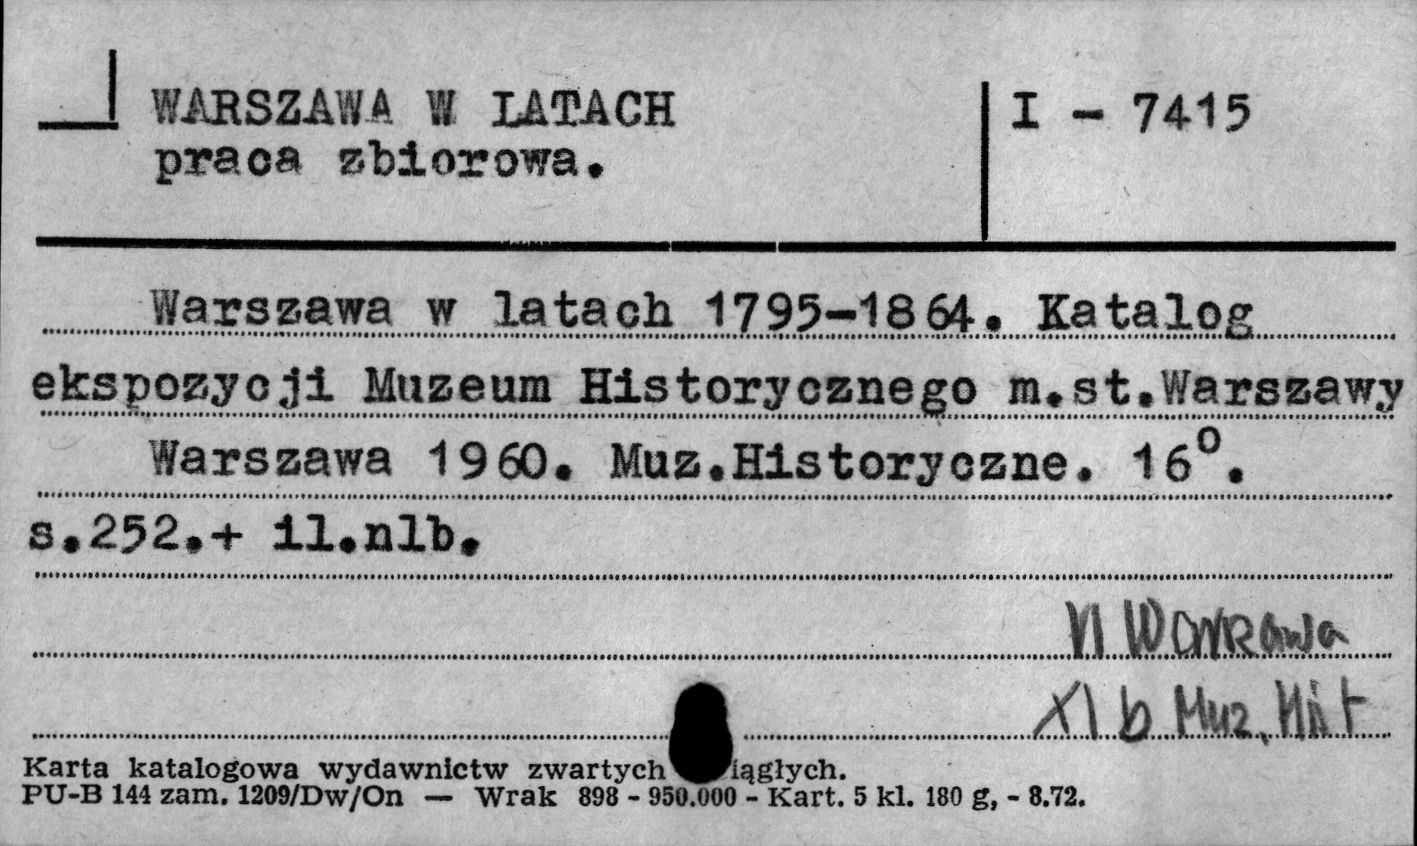 WARSZAWA W LATACH
praca zbiorowa.
I - 7415
Warszawa w latach 1795-1864. Katalog
ekspozycji Muzeum Historycznego m.st.Warszawy
Warszawa 1960. Muz.Historyczne. 16°.
s.252.+ il.nlb.
VI Warszawa
XI b Muz. Hist
Karta katalogowa wydawnictw zwartych iągłych.
PU-B 144 zam. 1209/Dw/On — Wrak 898 - 950.000 - Kart. 5 kl. 180 g, - 8.72.